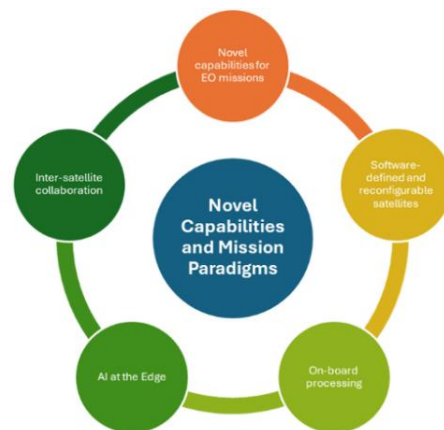 Novel
capabilities for
EO missions
Inter-satellite
collaboration
Software-
defined and
reconfigurable
satellites
Novel
Capabilities
and Mission
Paradigms
AI at the Edge
On-board
processing